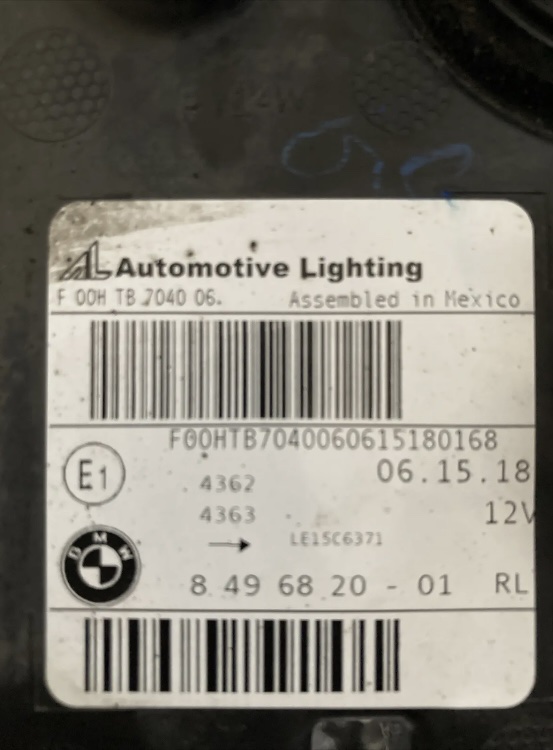 AL Automotive Lighting
F 00H TB 7040 06. Assembled in Mexico
F00HTB7040060615180168
E1 4362 06.15.18
4363 12V
→ LE15C6371
BMW
8 49 68 20 - 01 RL